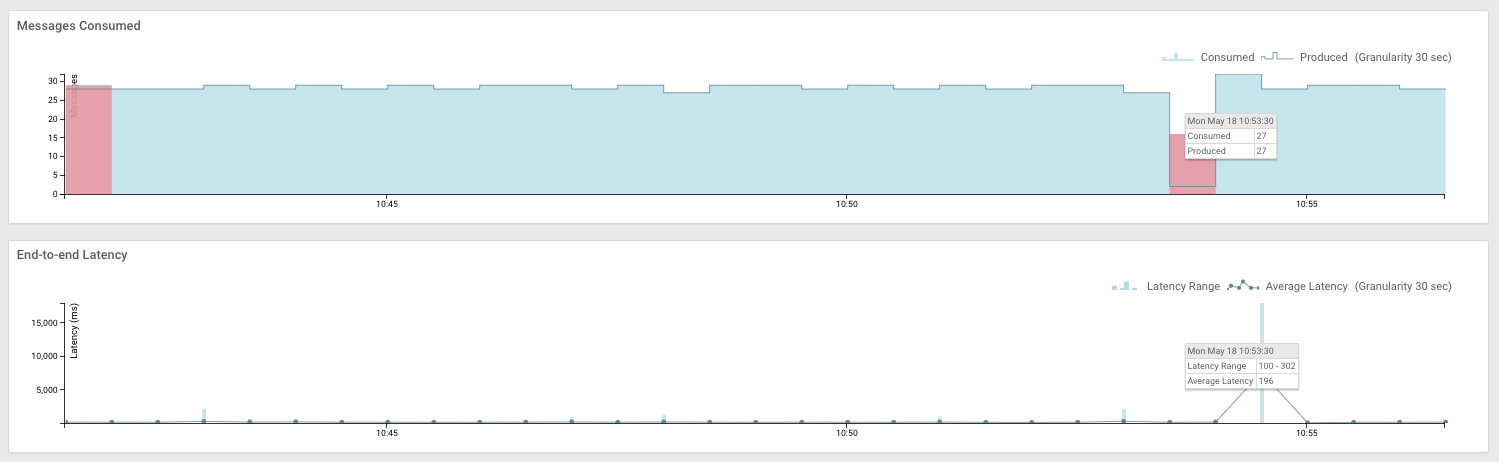 Messages Consumed
Consumed Produced (Granularity 30 sec)
Messages
30
25
20
15
10
5
0
Mon May 18 10:53:30
Consumed 27
Produced 27
10:45 10:50 10:55
End-to-end Latency
Latency Range Average Latency (Granularity 30 sec)
Latency (ms)
15,000
10,000
5,000
Mon May 18 10:53:30
Latency Range 100 - 302
Average Latency 196
10:45 10:50 10:55